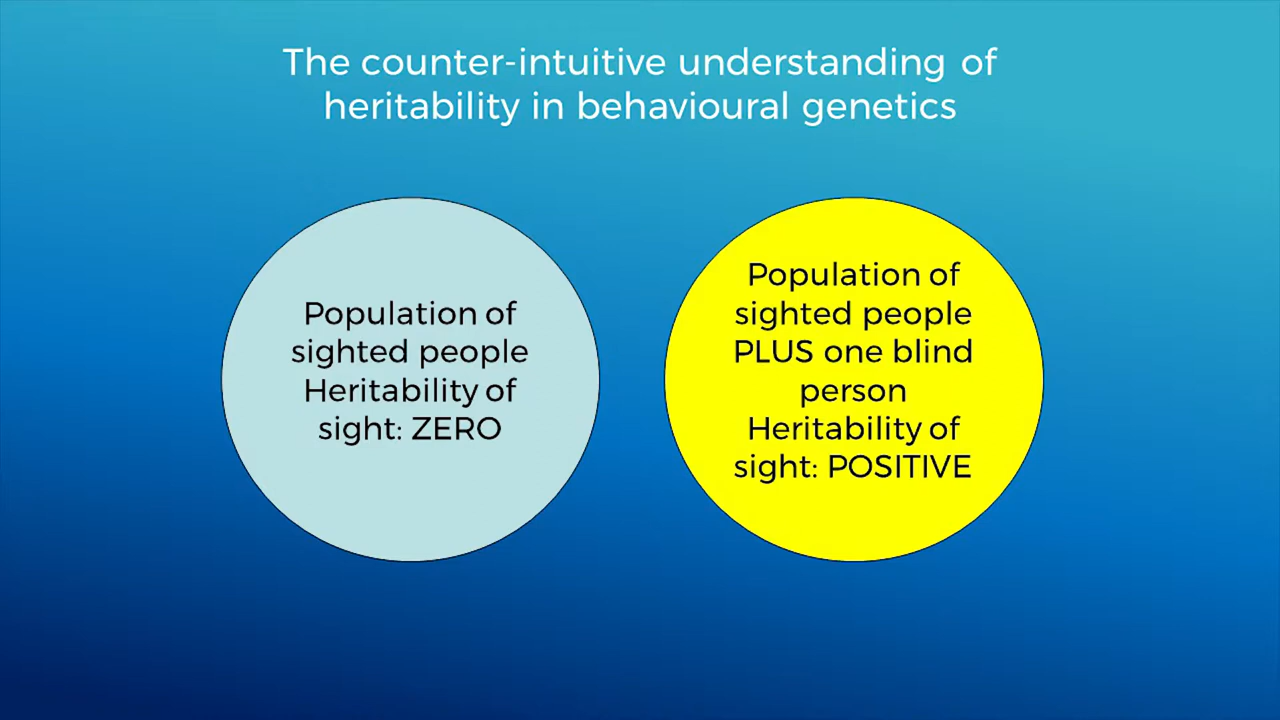 The counter-intuitive understanding of
heritability in behavioural genetics
Population of
sighted people
Heritability of
sight: ZERO
Population of
sighted people
PLUS one blind
person
Heritability of
sight: POSITIVE